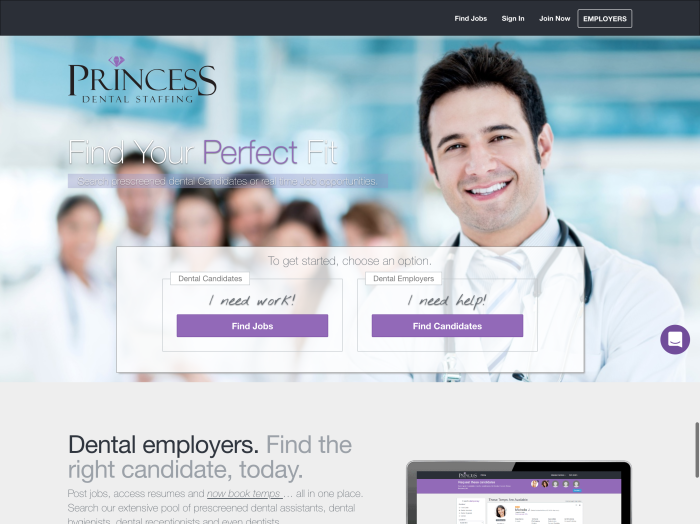 Find Jobs Sign In Join Now EMPLOYERS
PRINCESS
DENTAL STAFFING
Find Your Perfect Fit
Search prescreened dental Candidates or real-time Job opportunities.
To get started, choose an option.
Dental Candidates
I need work!
Find Jobs
Dental Employers
I need help!
Find Candidates
Dental employers. Find the
right candidate, today.
Post jobs, access resumes and now book temps ... all in one place.
Search our extensive pool of prescreened dental assistants, dental
hygienists, dental receptionists and even dentists
PRINCESS